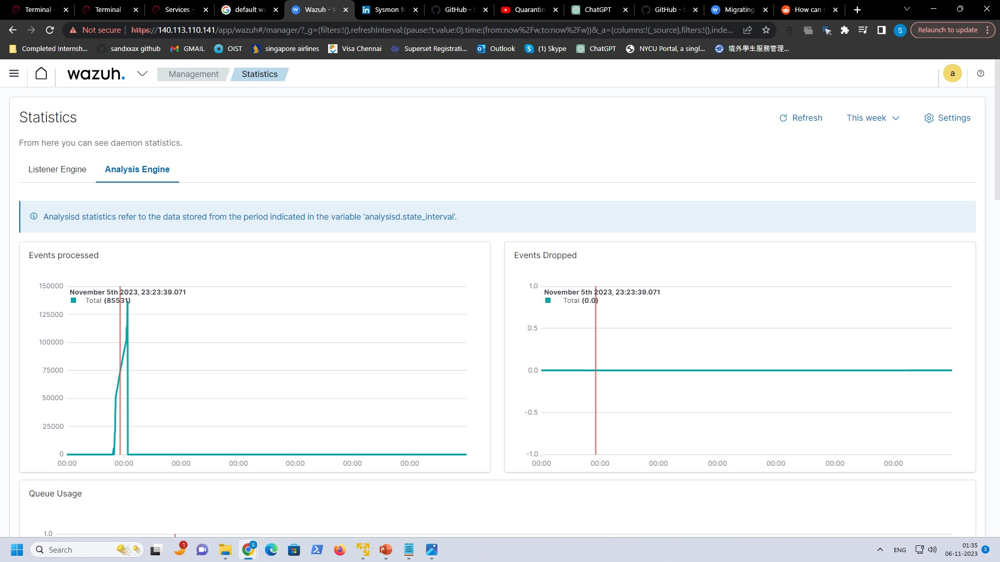 Terminal -
Terminal -
Services -
default wa
Wazuh - W
Sysmon fo
GitHub - S
Quarantin
ChatGPT
GitHub - t
Migrating
How can I
Not secure
https://140.113.110.141/app/wazuh#/manager/?_g=(filters:!(),refreshInterval:(pause:!t,value:0),time:(from:now%2Fw,to:now%2Fw))&_a=(columns:!(_source),filters:!(),inde...
S
Relaunch to update
Completed Internsh...
sandxxax github
GMAIL
OIST
singapore airlines
Visa Chennai
Superset Registrati...
Outlook
(1) Skype
ChatGPT
NYCU Portal, a singl...
境外學生服務管理...
wazuh.
Management
Statistics
a
Statistics
Refresh
This week
Settings
From here you can see daemon statistics.
Listener Engine
Analysis Engine
Analysisd statistics refer to the data stored from the period indicated in the variable 'analysisd.state_interval'.
Events processed
November 5th 2023, 23:23:39.071
Total (85531)
150000
125000
100000
75000
50000
25000
0
00:00
00:00
00:00
00:00
00:00
00:00
00:00
Events Dropped
November 5th 2023, 23:23:39.071
Total (0.0)
1.0
0.5
0.0
-0.5
-1.0
00:00
00:00
00:00
00:00
00:00
00:00
00:00
Queue Usage
1.0
Search
1
S
ENG
01:35
06-11-2023
3